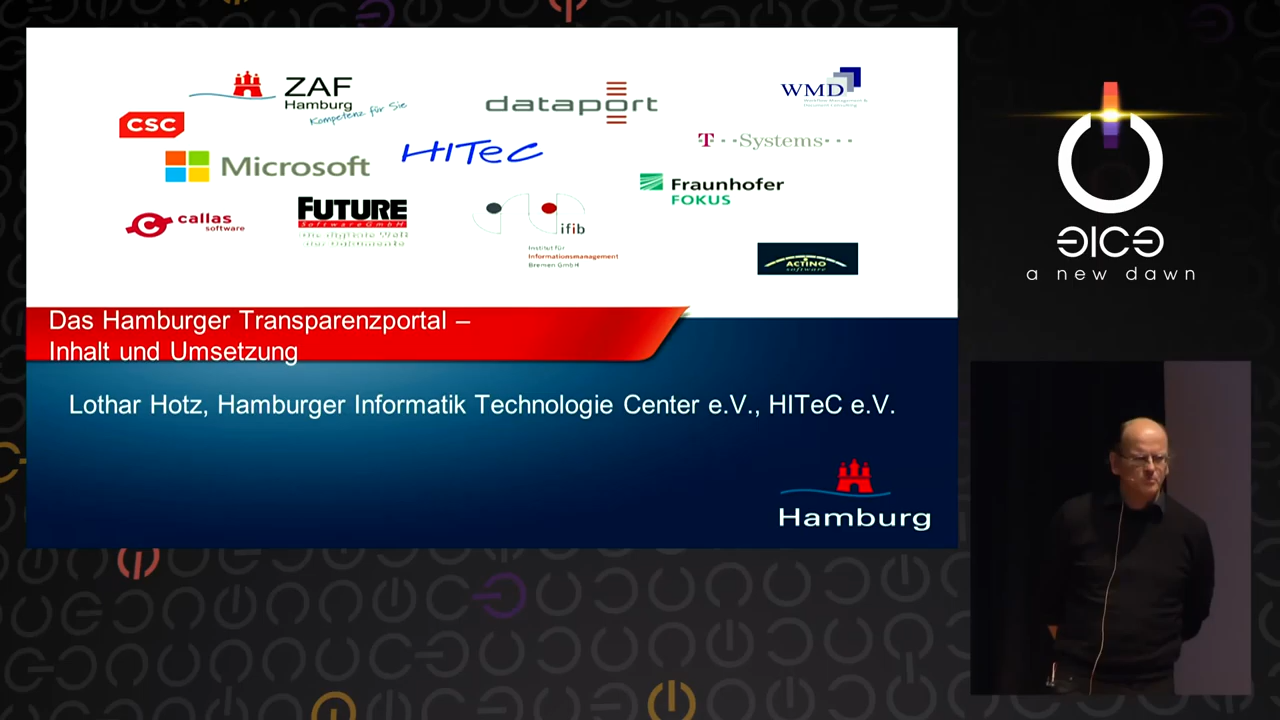 ZAF
Hamburg
Kompetenz für Sie
dataport
WMD
CSC
HITeC
T··Systems···
Microsoft
Fraunhofer
FOKUS
callas
software
FUTURE
Software GmbH
ifib
Institut für
Informationsmanagement
Bremen GmbH
ACTINO
software
Das Hamburger Transparenzportal –
Inhalt und Umsetzung
Lothar Hotz, Hamburger Informatik Technologie Center e.V., HITeC e.V.
Hamburg
a new dawn